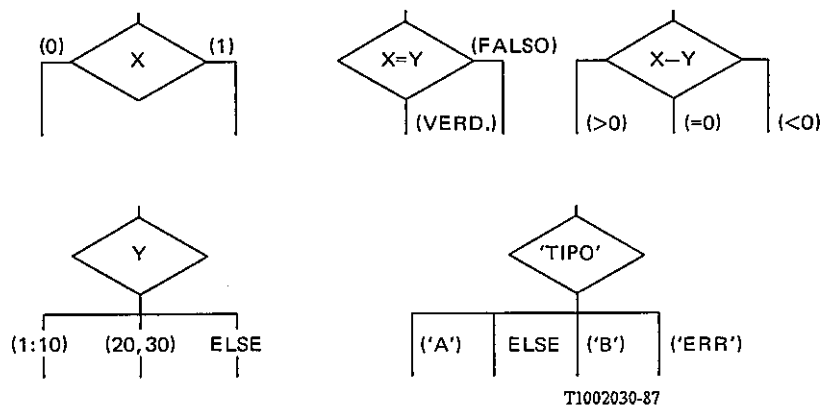 (0) X (1)
X=Y (FALSO)
(VERD.)
X–Y
(>0) (=0) (<0)
Y
(1:10) (20,30) ELSE
'TIPO'
('A') ELSE ('B') ('ERR')
T1002030-87